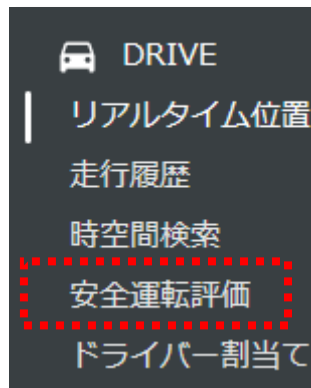 DRIVE
リアルタイム位置
走行履歴
時空間検索
安全運転評価
ドライバー割当て